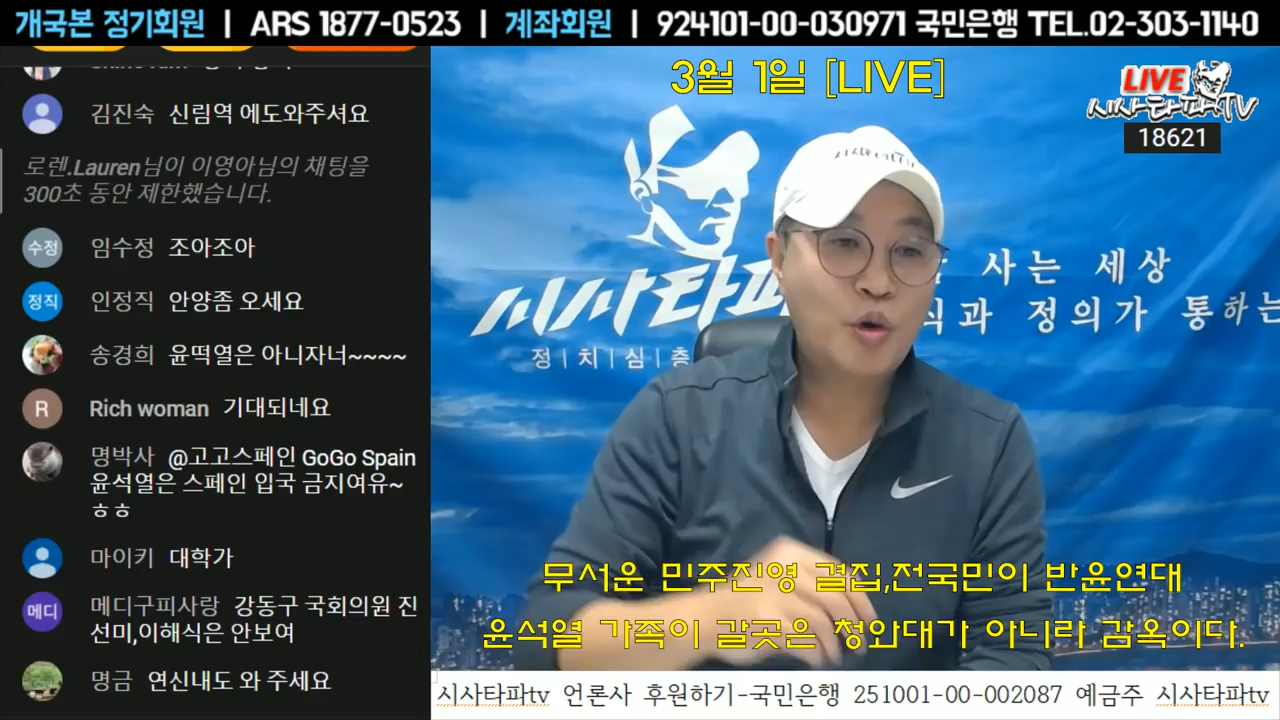 개국본 정기회원 | ARS 1877-0523 | 계좌회원 | 924101-00-030971 국민은행 TEL.02-303-1140
김진숙 신림역 에도와주셔요
로렌.Lauren님이 이영아님의 채팅을
300초 동안 제한했습니다.
수정 임수정 조아조아
정직 인정직 안양좀 오세요
송경희 윤떡열은 아니자너~~~~
R Rich woman 기대되네요
명박사 @고고스페인 GoGo Spain
윤석열은 스페인 입국 금지여유~
ㅎㅎ
마이키 대학가
메디 메디구피사랑 강동구 국회의원 진
선미,이해식은 안보여
명금 연신내도 와 주세요
3월 1일 [LIVE]
LIVE
시사타파TV
18621
시사타파
사는 세상
정의가 통하는
정|치|심|층
무서운 민주진영 결집,전국민이 반윤연대
윤석열 가족이 갈곳은 청와대가 아니라 감옥이다.
시사타파tv 언론사 후원하기-국민은행 251001-00-002087 예금주 시사타파tv